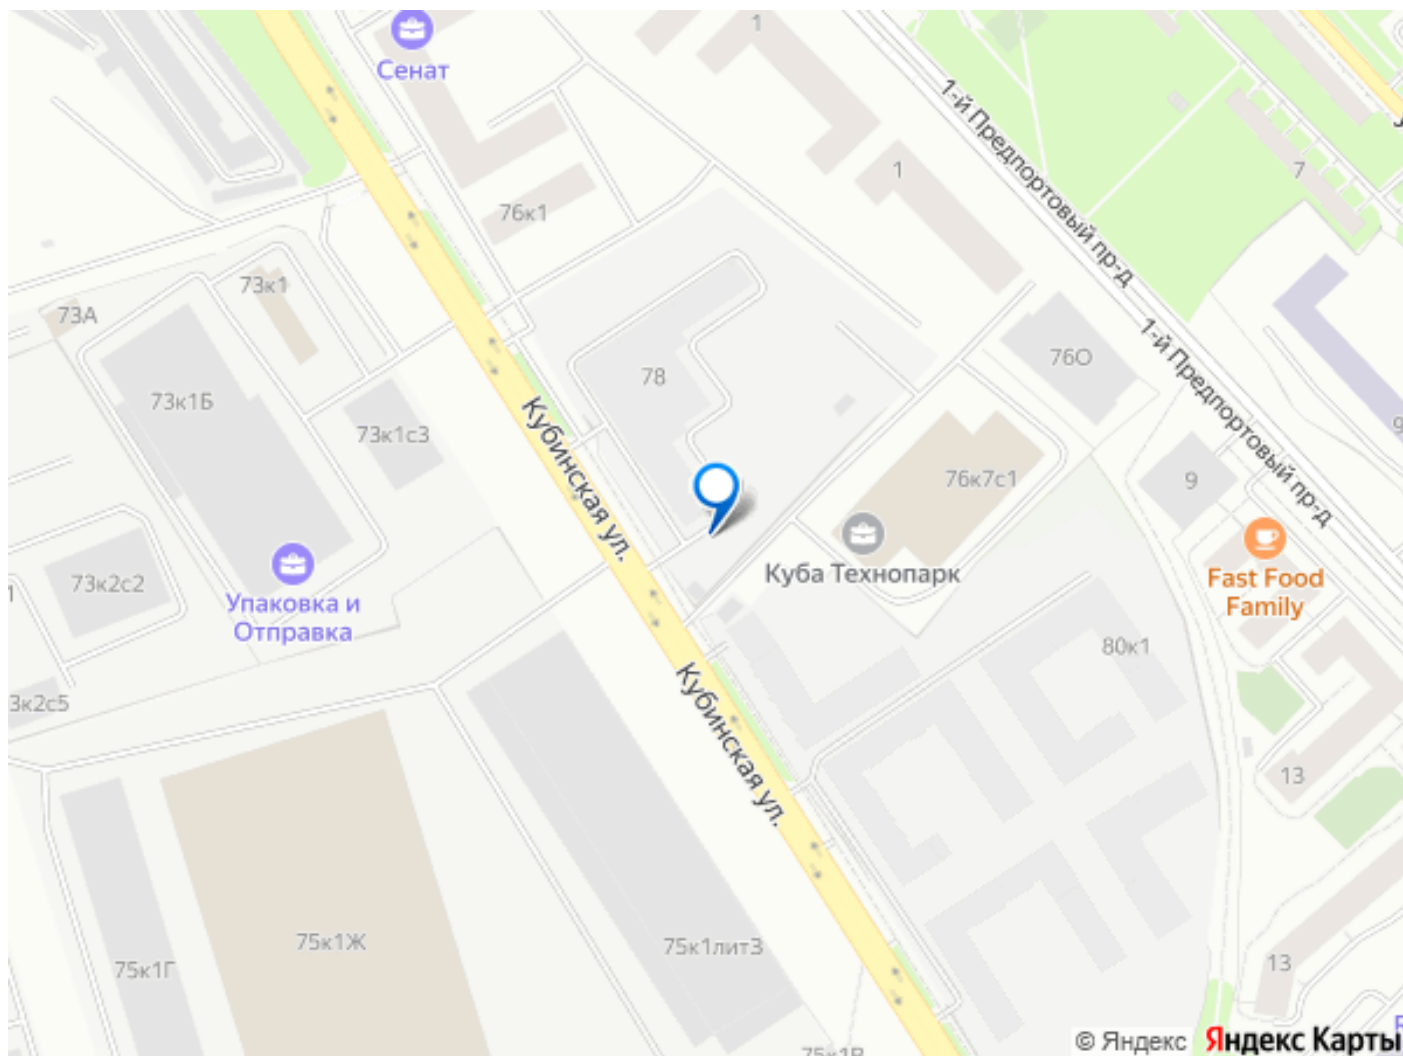 1
Сенат
1-й Предпортовый пр-д
1
7
76к1
73к1
73А
1-й Предпортовый пр-д
76О
78
73к1Б
73к1с3
Кубинская ул.
9
76к7с1
9
Куба Технопарк
Fast Food
Family
73к2с2
1
Упаковка и
Отправка
80к1
3к2с5
Кубинская ул.
13
75к1Ж
75к1литЗ
75к1Г
13
© Яндекс
Яндекс Карты